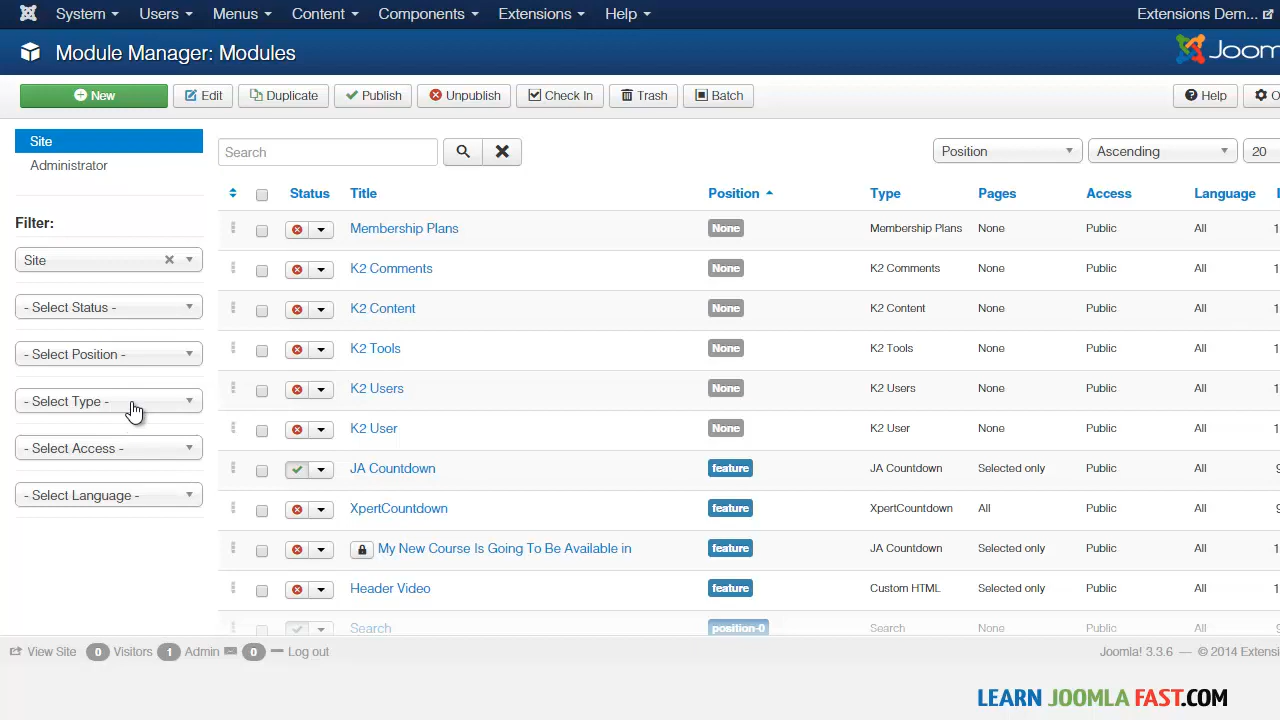 System Users Menus Content Components Extensions Help Extensions Dem...
Module Manager: Modules
New Edit Duplicate Publish Unpublish Check In Trash Batch Help
Site
Administrator
Search Position Ascending 20
Status Title Position Type Pages Access Language
Filter:
Membership Plans None Membership Plans None Public All
Site
K2 Comments None K2 Comments None Public All
- Select Status - K2 Content None K2 Content None Public All
- Select Position - K2 Tools None K2 Tools None Public All
K2 Users None K2 Users None Public All
- Select Type -
K2 User None K2 User None Public All
- Select Access -
JA Countdown feature JA Countdown Selected only Public All
- Select Language -
XpertCountdown feature XpertCountdown All Public All
My New Course Is Going To Be Available in feature JA Countdown Selected only Public All
Header Video feature Custom HTML Selected only Public All
Search position-0 Search None Public All
View Site 0 Visitors 1 Admin 0 Log out Joomla! 3.3.6 — © 2014 Extensi
LEARN JOOMLA FAST.COM